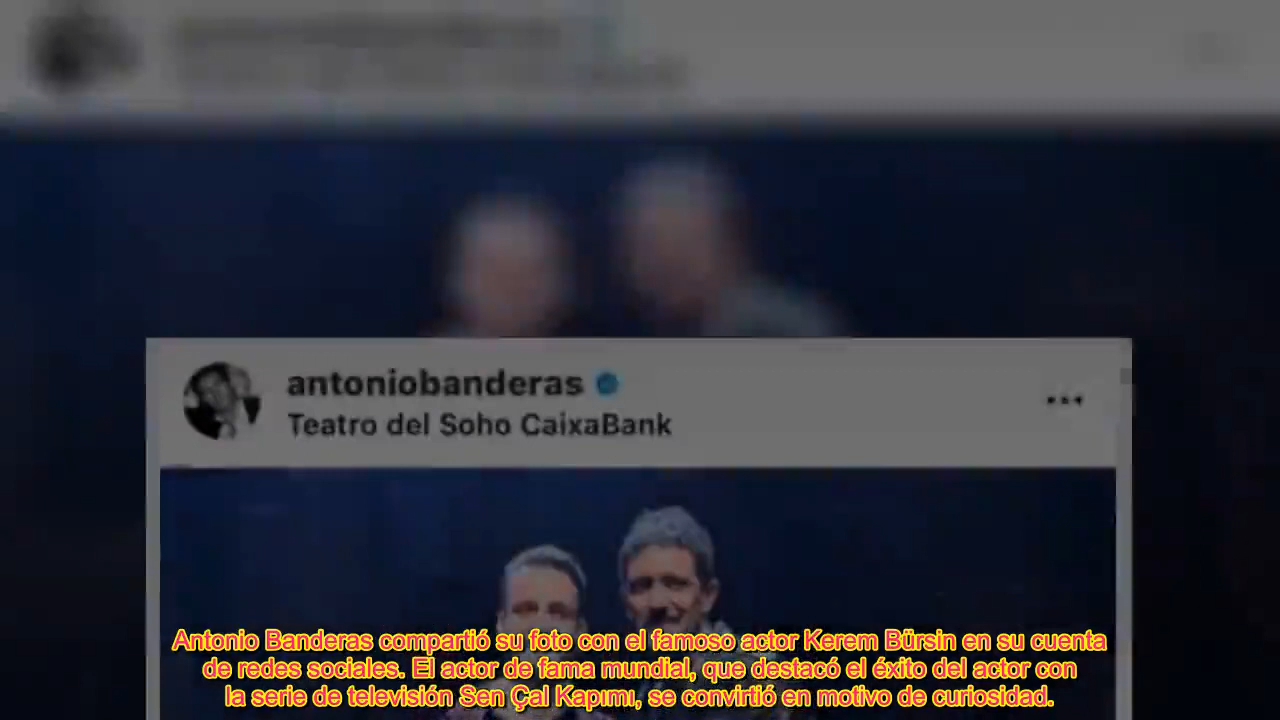 antoniobanderas
Teatro del Soho CaixaBank
Antonio Banderas compartió su foto con el famoso actor Kerem Bürsin en su cuenta
de redes sociales. El actor de fama mundial, que destacó el éxito del actor con
la serie de televisión Sen Çal Kapımı, se convirtió en motivo de curiosidad.